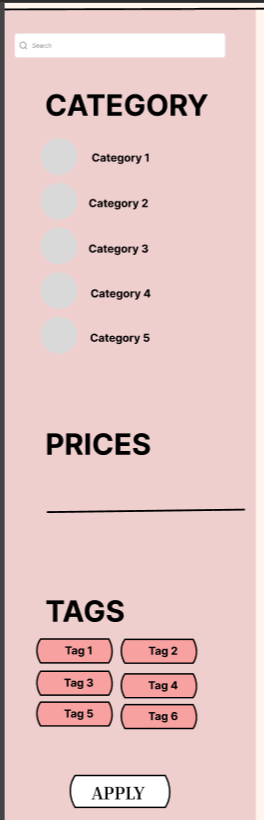 Search
CATEGORY
Category 1
Category 2
Category 3
Category 4
Category 5
PRICES
TAGS
Tag 1 Tag 2
Tag 3 Tag 4
Tag 5 Tag 6
APPLY